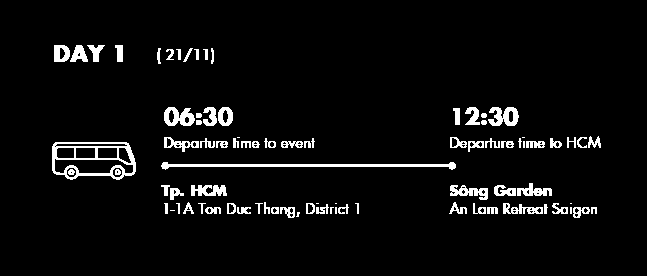 DAY 1 (21/11)
06:30
Departure time to event
12:30
Departure time to HCM
Tp. HCM
1-1A Ton Duc Thang, District 1
Sông Garden
An Lam Retreat Saigon